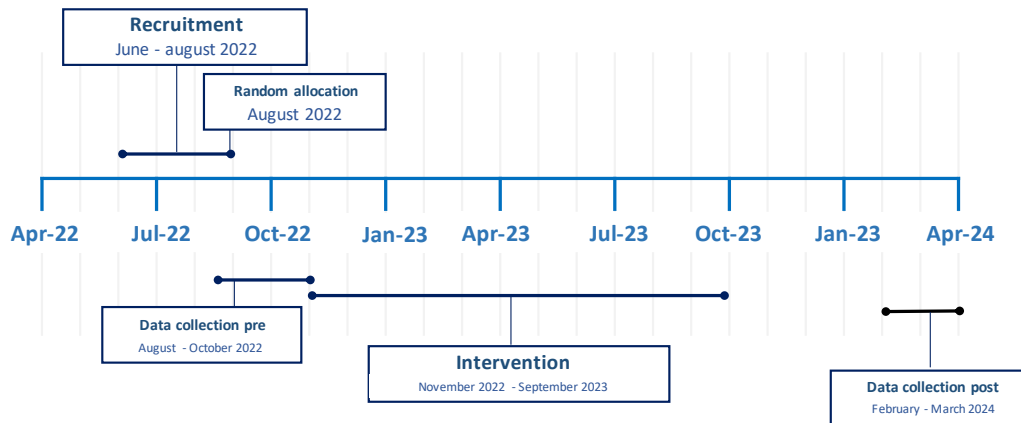 Recruitment
June - august 2022
Random allocation
August 2022
Apr-22 Jul-22 Oct-22 Jan-23 Apr-23 Jul-23 Oct-23 Jan-23 Apr-24
Data collection pre
August - October 2022
Intervention
November 2022 - September 2023
Data collection post
February - March 2024